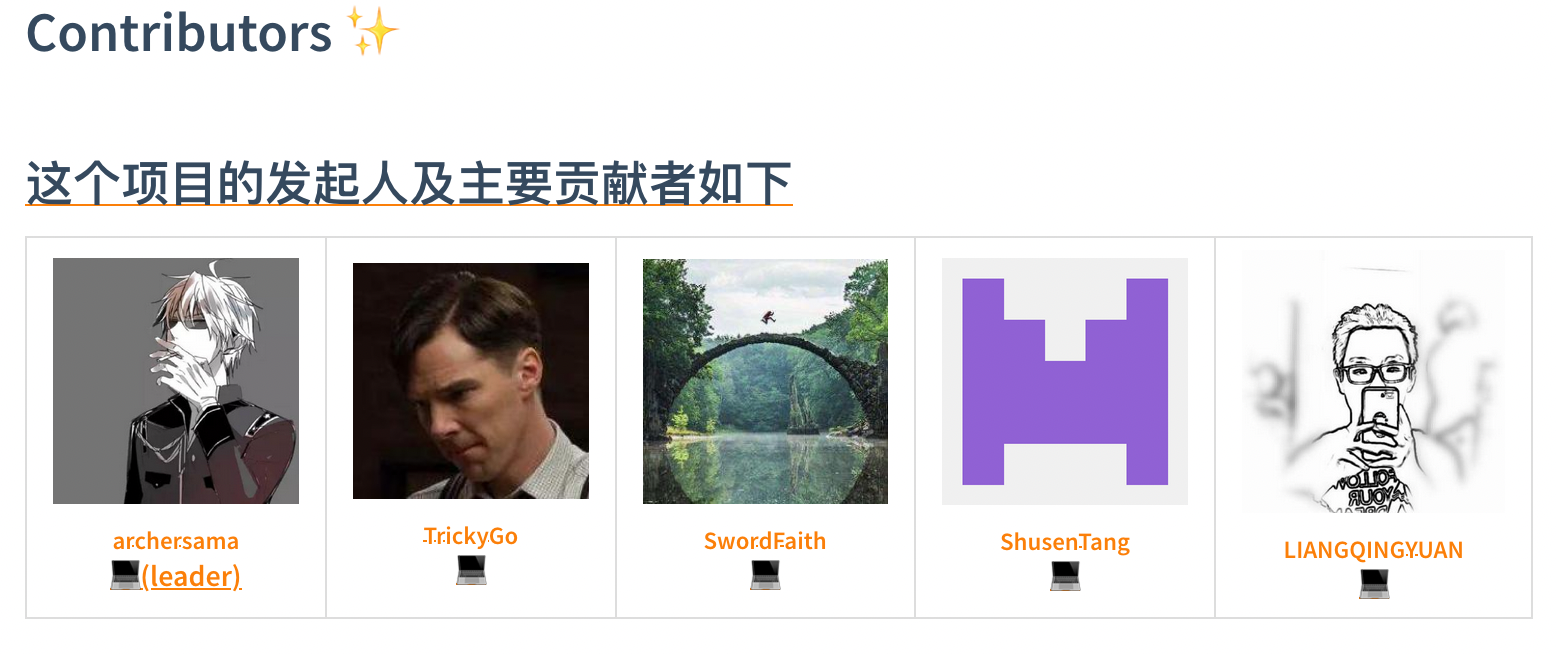 Contributors ✨
这个项目的发起人及主要贡献者如下
archersama
💻(leader)
TrickyGo
💻
SwordFaith
💻
ShusenTang
💻
LIANGQINGYUAN
💻